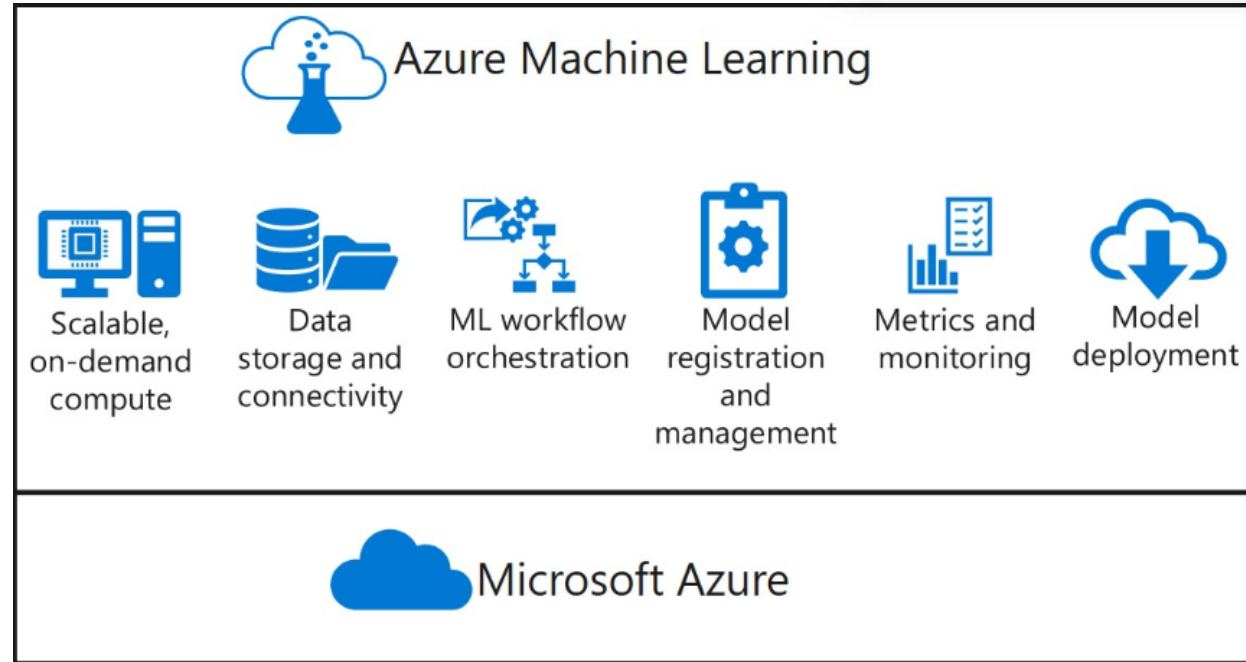 Azure Machine Learning
Scalable,
on-demand
compute
Data
storage and
connectivity
ML workflow
orchestration
Model
registration
and
management
Metrics and
monitoring
Model
deployment
Microsoft Azure